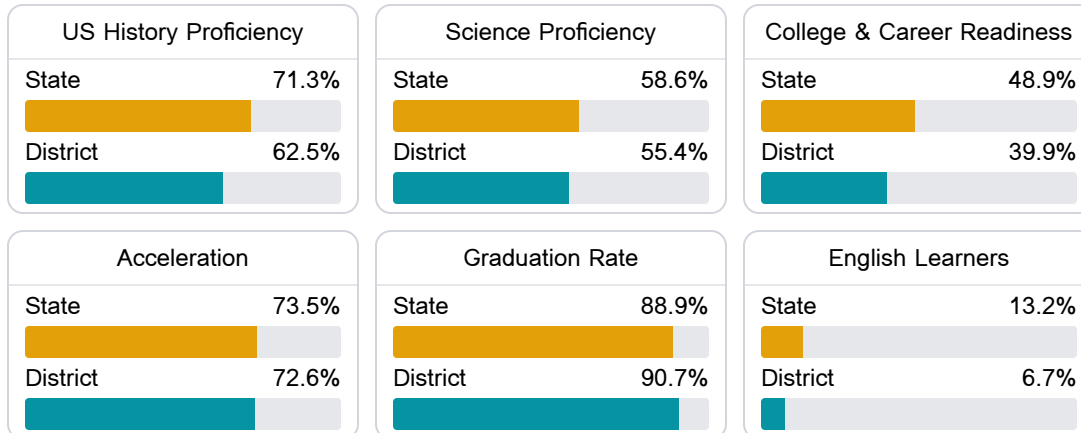 US History Proficiency
State 71.3%
District 62.5%
Science Proficiency
State 58.6%
District 55.4%
College & Career Readiness
State 48.9%
District 39.9%
Acceleration
State 73.5%
District 72.6%
Graduation Rate
State 88.9%
District 90.7%
English Learners
State 13.2%
District 6.7%